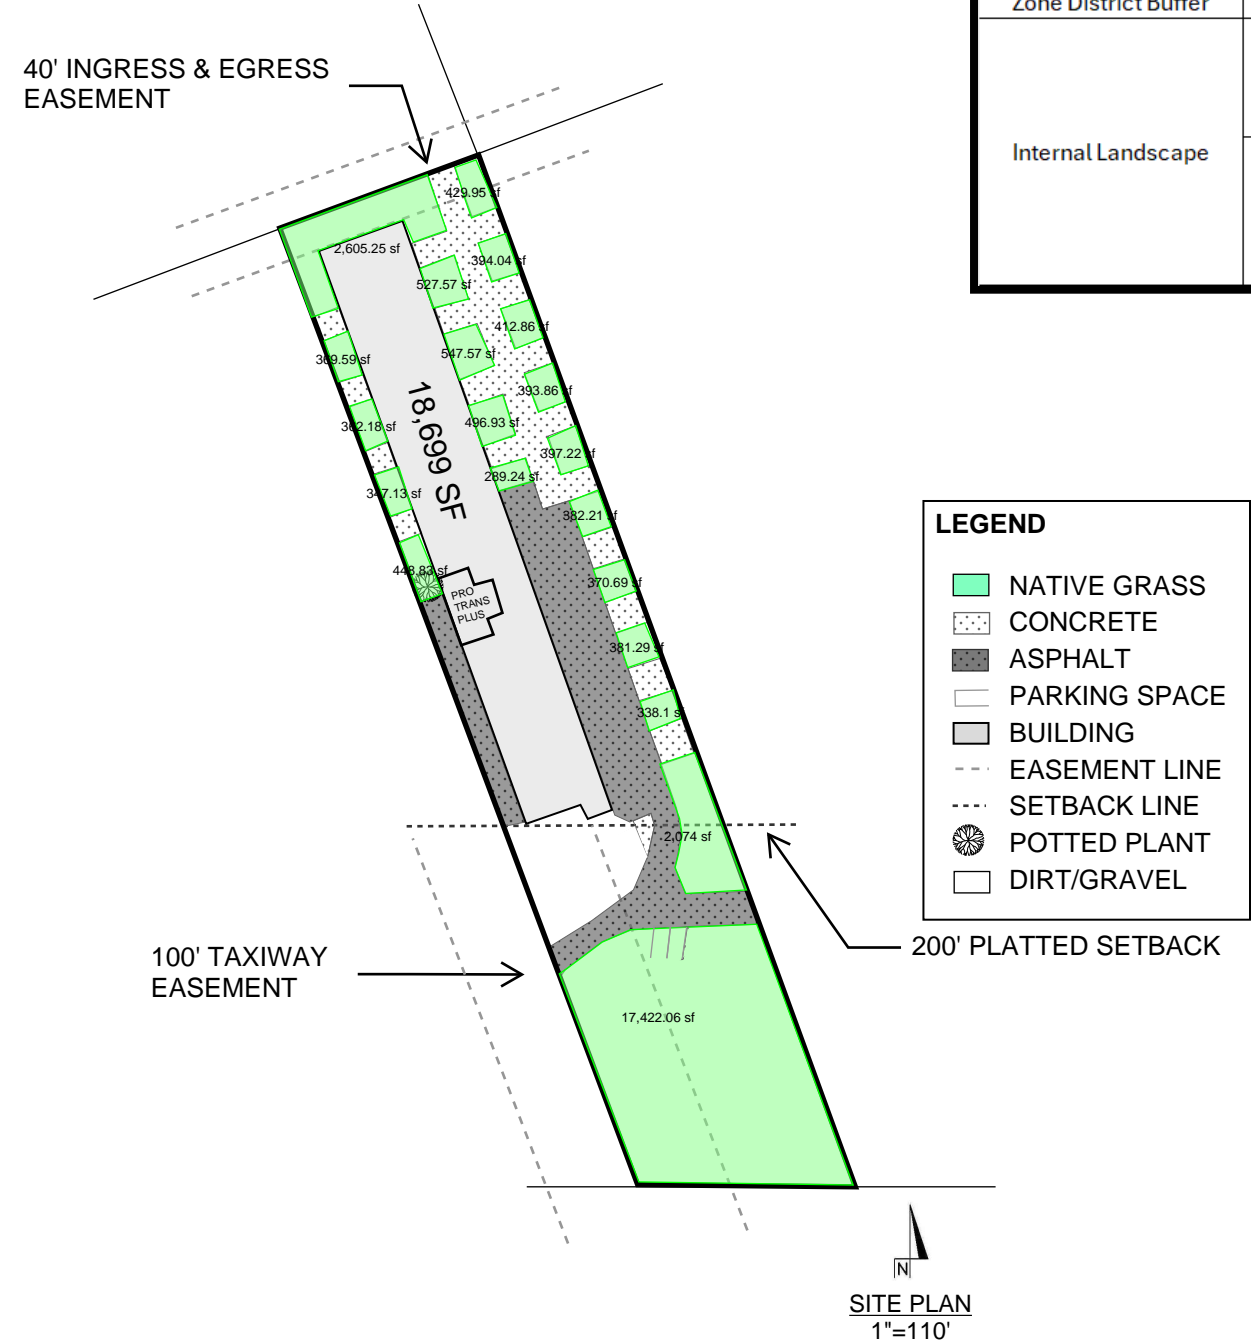 Zone District Buffer
Internal Landscape
40' INGRESS & EGRESS
EASEMENT
429.95 sf
2,605.25 sf
394.04 sf
527.57 sf
412.86 sf
369.59 sf
547.57 sf
393.86 sf
362.18 sf
496.93 sf
397.22 sf
18,699 SF
289.24 sf
347.13 sf
382.21 sf
448.83 sf
370.69 sf
PRO
TRANS
PLUS
381.29 sf
338.1 s
2,074 sf
LEGEND
NATIVE GRASS
CONCRETE
ASPHALT
PARKING SPACE
BUILDING
EASEMENT LINE
SETBACK LINE
POTTED PLANT
DIRT/GRAVEL
200' PLATTED SETBACK
100' TAXIWAY
EASEMENT
17,422.06 sf
N
SITE PLAN
1"=110'